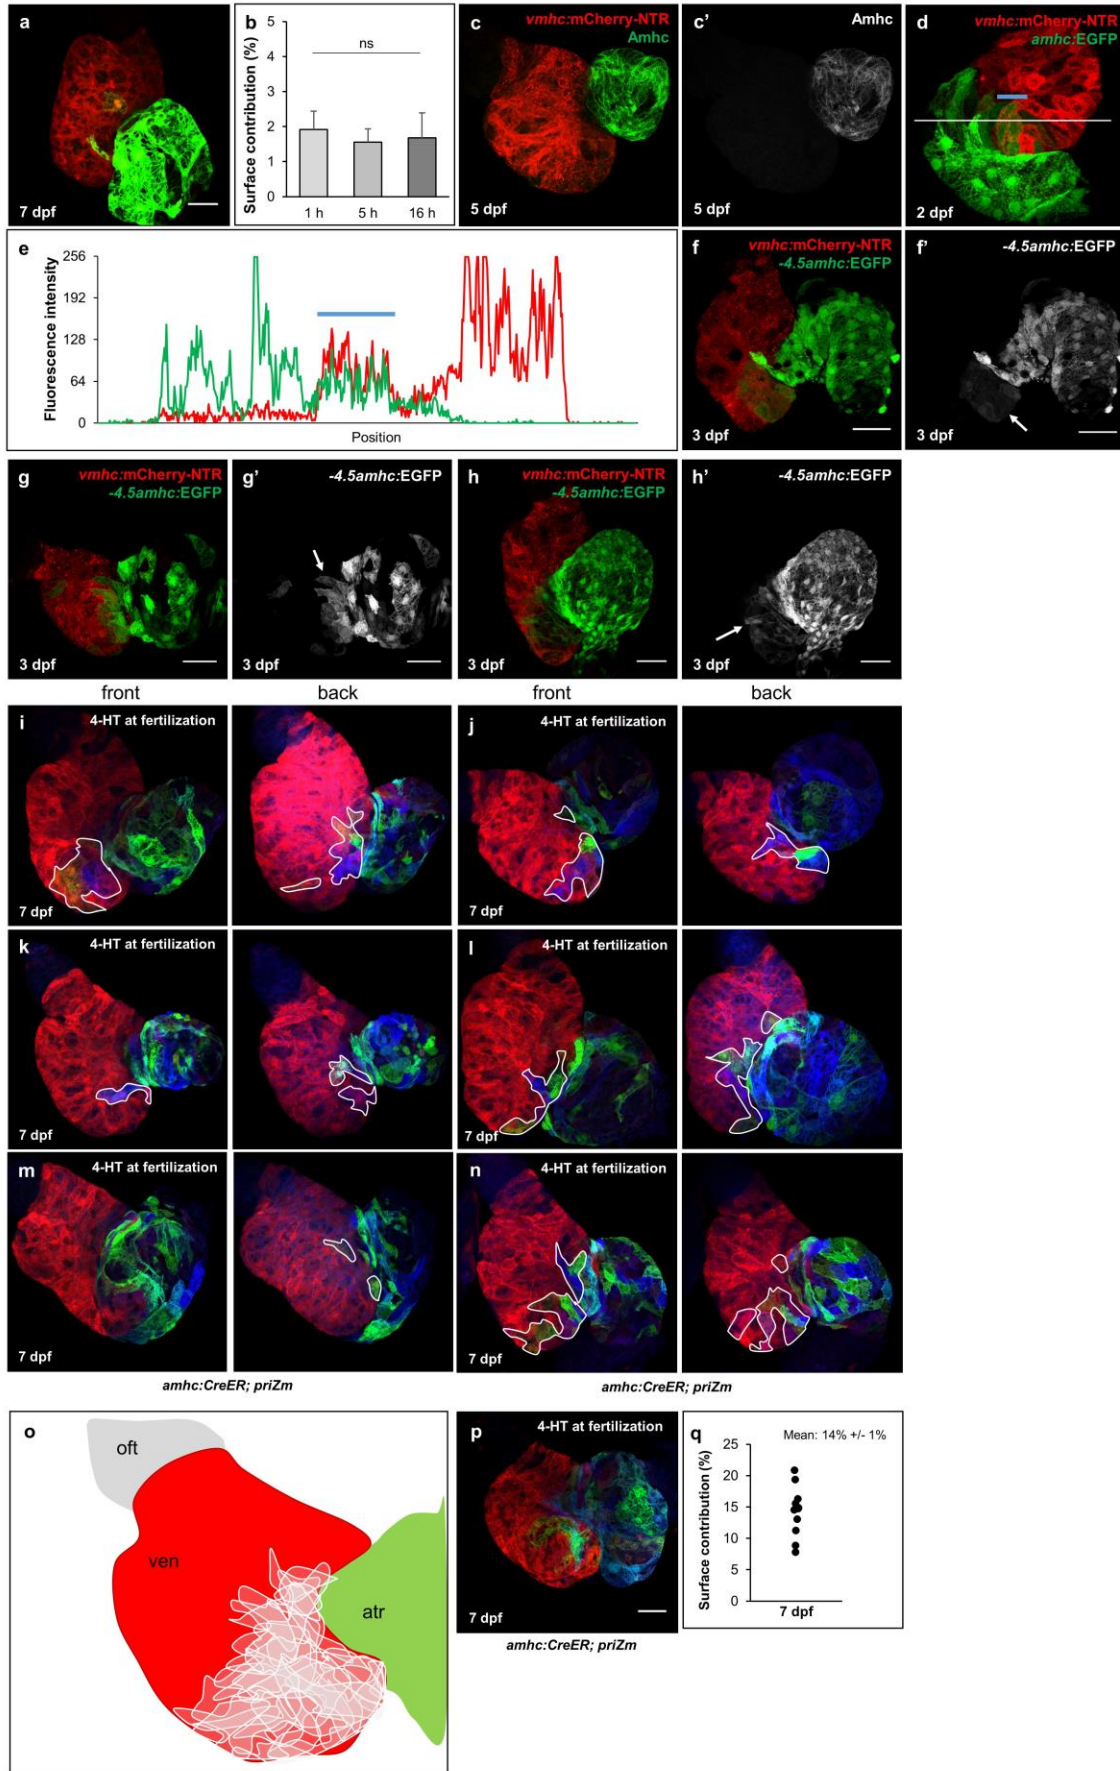 a
7 dpf
b
Surface contribution (%)
5
4
3
2
1
0
ns
1 h 5 h 16 h
c
vmhc:mCherry-NTR
Amhc
5 dpf
c'
Amhc
5 dpf
d
vmhc:mCherry-NTR
amhc:EGFP
2 dpf
e
Fluorescence intensity
256
192
128
64
0
Position
f
vmhc:mCherry-NTR
-4.5amhc:EGFP
3 dpf
f'
-4.5amhc:EGFP
3 dpf
g
vmhc:mCherry-NTR
-4.5amhc:EGFP
3 dpf
g'
-4.5amhc:EGFP
3 dpf
h
vmhc:mCherry-NTR
-4.5amhc:EGFP
3 dpf
h'
-4.5amhc:EGFP
3 dpf
front back front back
i
4-HT at fertilization
7 dpf
j
4-HT at fertilization
7 dpf
k
4-HT at fertilization
7 dpf
l
4-HT at fertilization
7 dpf
m
4-HT at fertilization
7 dpf
n
4-HT at fertilization
7 dpf
amhc:CreER; priZm
amhc:CreER; priZm
o
oft
ven
atr
p
4-HT at fertilization
7 dpf
amhc:CreER; priZm
q
Mean: 14% +/- 1%
Surface contribution (%)
25
20
15
10
5
0
7 dpf